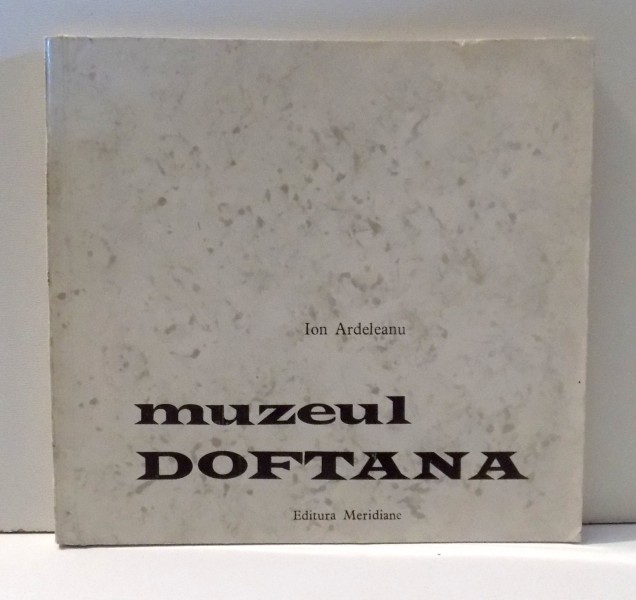 Ion Ardeleanu
muzeul
DOFTANA
Editura Meridiane